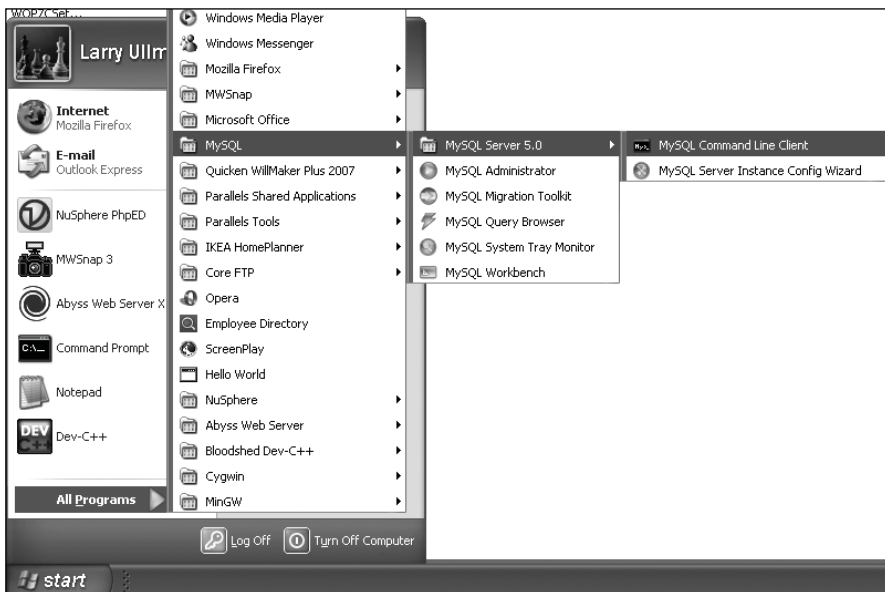 WOP7CSet...
Larry Ullm
Internet
Mozilla Firefox
E-mail
Outlook Express
NuSphere PhpED
MWSnap 3
Abyss Web Server X
Command Prompt
Notepad
Dev-C++
All Programs
Windows Media Player
Windows Messenger
Mozilla Firefox
MWSnap
Microsoft Office
MySQL
Quicken WillMaker Plus 2007
Parallels Shared Applications
Parallels Tools
IKEA HomePlanner
Core FTP
Opera
Employee Directory
ScreenPlay
Hello World
NuSphere
Abyss Web Server
Bloodshed Dev-C++
Cygwin
MinGW
MySQL Server 5.0
MySQL Administrator
MySQL Migration Toolkit
MySQL Query Browser
MySQL System Tray Monitor
MySQL Workbench
MySQL Command Line Client
MySQL Server Instance Config Wizard
Log Off
Turn Off Computer
start